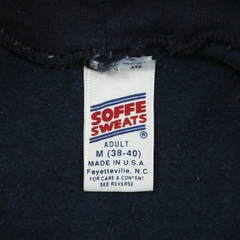 SOFFE
SWEATS
®
ADULT
M (38-40)
MADE IN U.S.A.
Fayetteville, N.C.
FOR CARE & CONTENT
SEE REVERSE